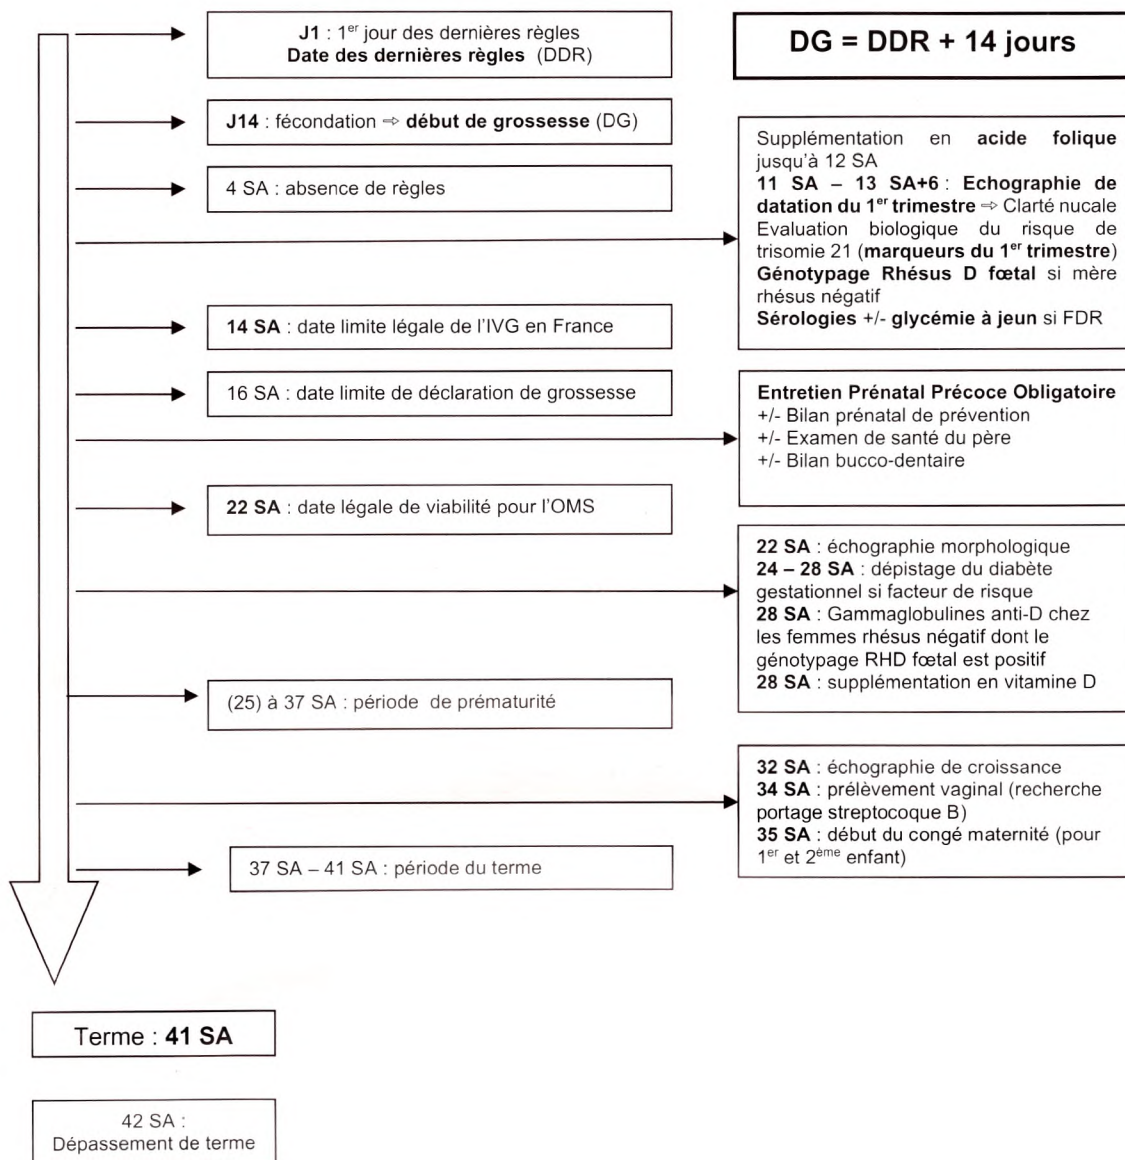 J1 : 1er jour des dernières règles
Date des dernières règles (DDR)
DG = DDR + 14 jours
J14 : fécondation ⇨ début de grossesse (DG)
4 SA : absence de règles
Supplémentation en acide folique
jusqu'à 12 SA
11 SA – 13 SA+6 : Echographie de
datation du 1er trimestre ⇨ Clarté nucale
Evaluation biologique du risque de
trisomie 21 (marqueurs du 1er trimestre)
Génotypage Rhésus D fœtal si mère
rhésus négatif
Sérologies +/- glycémie à jeun si FDR
14 SA : date limite légale de l'IVG en France
16 SA : date limite de déclaration de grossesse
Entretien Prénatal Précoce Obligatoire
+/- Bilan prénatal de prévention
+/- Examen de santé du père
+/- Bilan bucco-dentaire
22 SA : date légale de viabilité pour l'OMS
22 SA : échographie morphologique
24 – 28 SA : dépistage du diabète
gestationnel si facteur de risque
28 SA : Gammaglobulines anti-D chez
les femmes rhésus négatif dont le
génotypage RHD fœtal est positif
28 SA : supplémentation en vitamine D
(25) à 37 SA : période de prématurité
32 SA : échographie de croissance
34 SA : prélèvement vaginal (recherche
portage streptocoque B)
35 SA : début du congé maternité (pour
1er et 2ème enfant)
37 SA – 41 SA : période du terme
Terme : 41 SA
42 SA :
Dépassement de terme